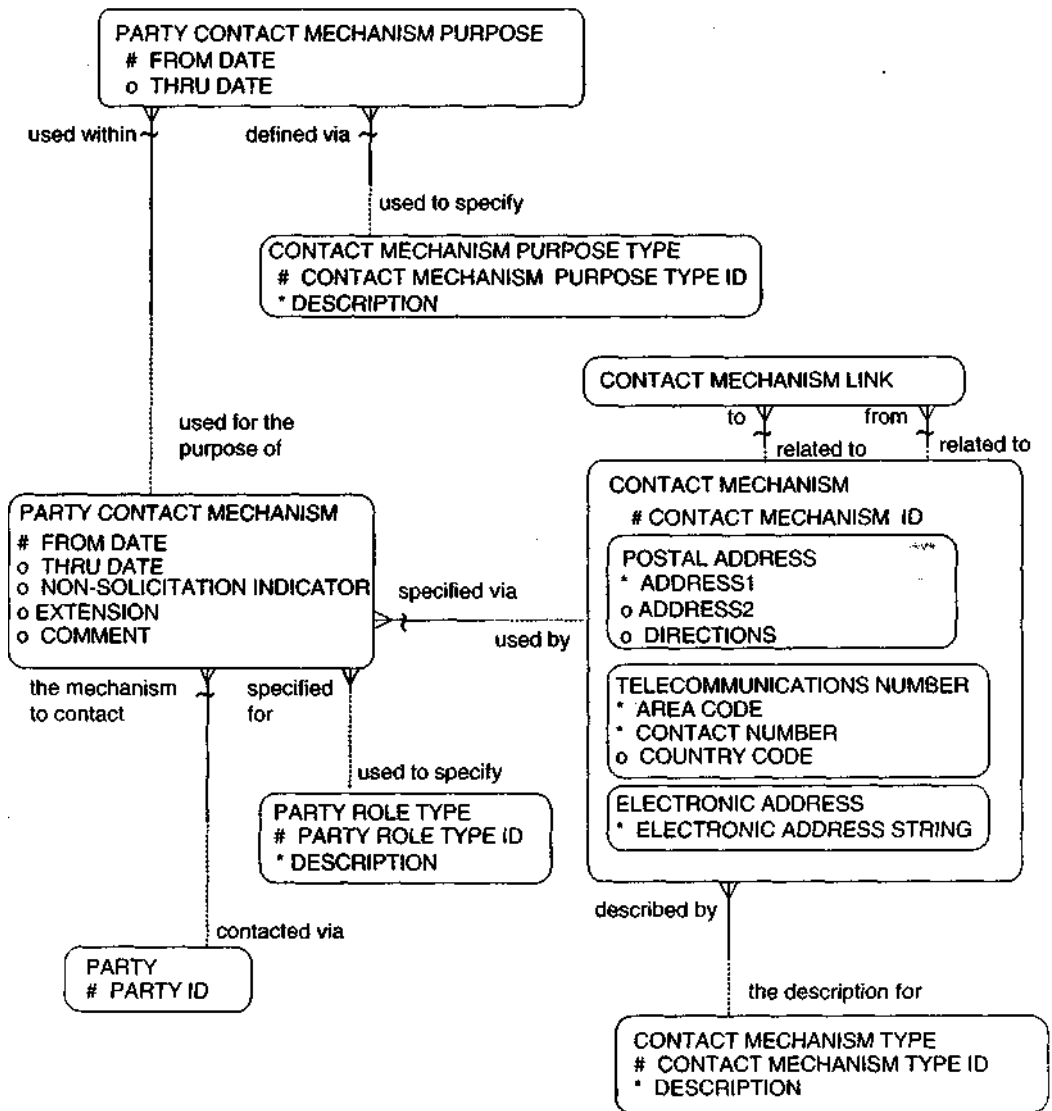 PARTY CONTACT MECHANISM PURPOSE
# FROM DATE
o THRU DATE
used within
defined via
used to specify
CONTACT MECHANISM PURPOSE TYPE
# CONTACT MECHANISM PURPOSE TYPE ID
* DESCRIPTION
CONTACT MECHANISM LINK
to
from
related to
related to
used for the
purpose of
PARTY CONTACT MECHANISM
# FROM DATE
o THRU DATE
o NON-SOLICITATION INDICATOR
o EXTENSION
o COMMENT
specified via
used by
CONTACT MECHANISM
# CONTACT MECHANISM ID
POSTAL ADDRESS
* ADDRESS1
o ADDRESS2
o DIRECTIONS
TELECOMMUNICATIONS NUMBER
* AREA CODE
* CONTACT NUMBER
o COUNTRY CODE
ELECTRONIC ADDRESS
* ELECTRONIC ADDRESS STRING
the mechanism
to contact
specified
for
used to specify
PARTY ROLE TYPE
# PARTY ROLE TYPE ID
* DESCRIPTION
contacted via
PARTY
# PARTY ID
described by
the description for
CONTACT MECHANISM TYPE
# CONTACT MECHANISM TYPE ID
* DESCRIPTION